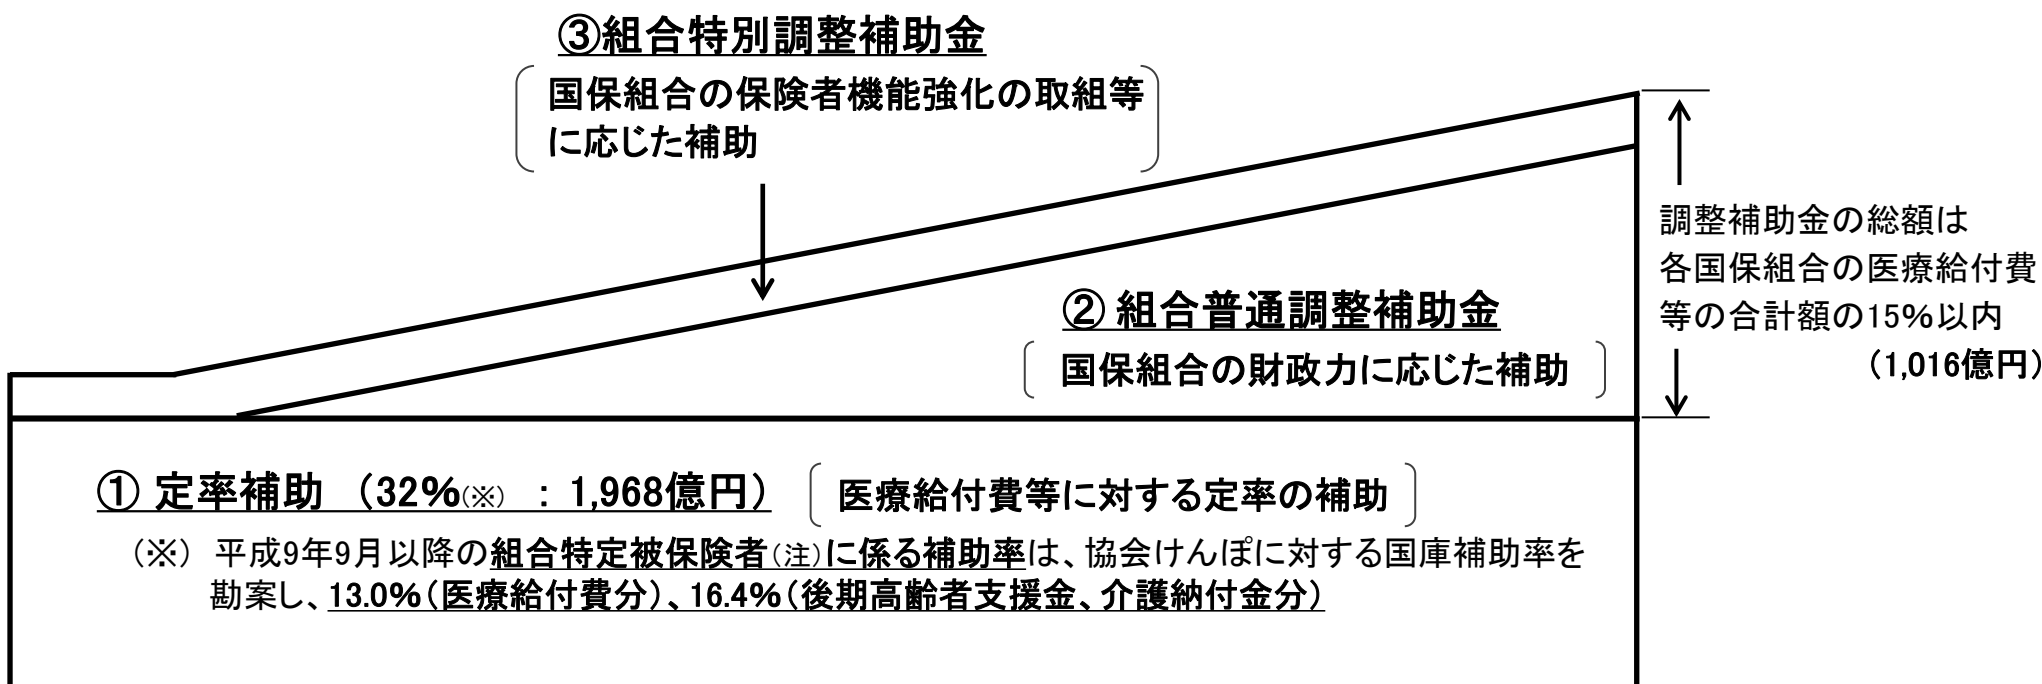 ③組合特別調整補助金
国保組合の保険者機能強化の取組等
に応じた補助
調整補助金の総額は
各国保組合の医療給付費
等の合計額の15%以内
（1,016億円）
② 組合普通調整補助金
国保組合の財政力に応じた補助
① 定率補助 （32%(※) ： 1,968億円） 医療給付費等に対する定率の補助
（※） 平成9年9月以降の組合特定被保険者（注）に係る補助率は、協会けんぽに対する国庫補助率を
勘案し、13.0%（医療給付費分）、16.4%（後期高齢者支援金、介護納付金分）